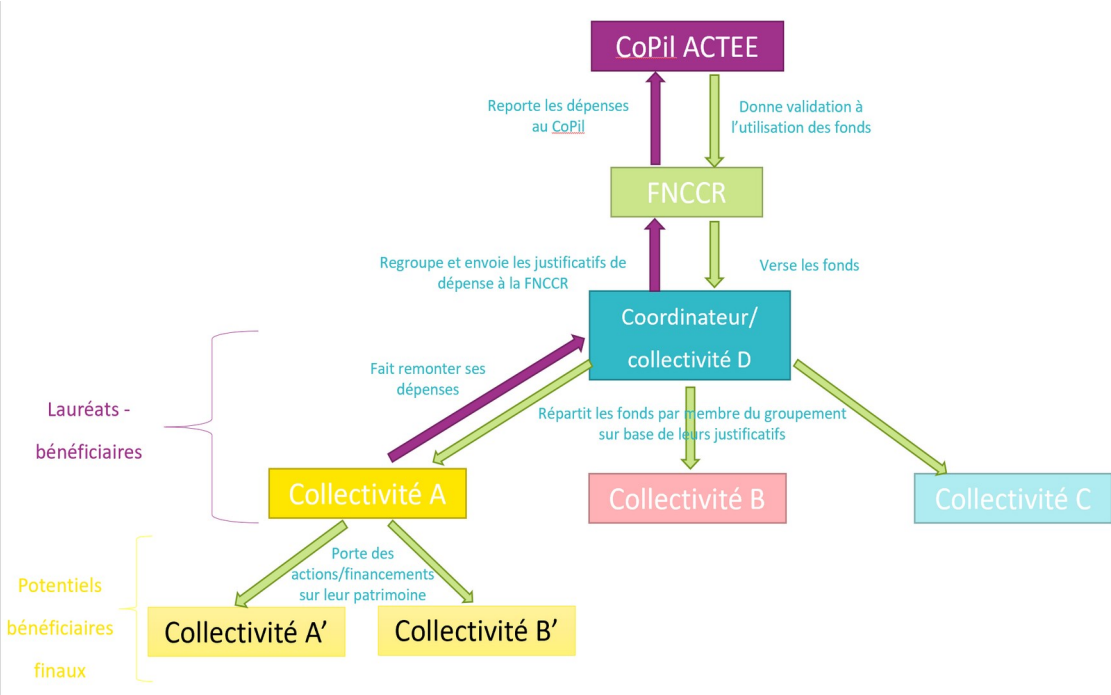 CoPil ACTEE
Reporte les dépenses
au CoPil
Donne validation à
l'utilisation des fonds
FNCCR
Regroupe et envoie les justificatifs de
dépense à la FNCCR
Verse les fonds
Coordinateur/
collectivité D
Fait remonter ses
dépenses
Répartit les fonds par membre du groupement
sur base de leurs justificatifs
Lauréats -
bénéficiaires
Collectivité A
Collectivité B
Collectivité C
Porte des
actions/financements
sur leur patrimoine
Potentiels
bénéficiaires
finaux
Collectivité A’
Collectivité B’